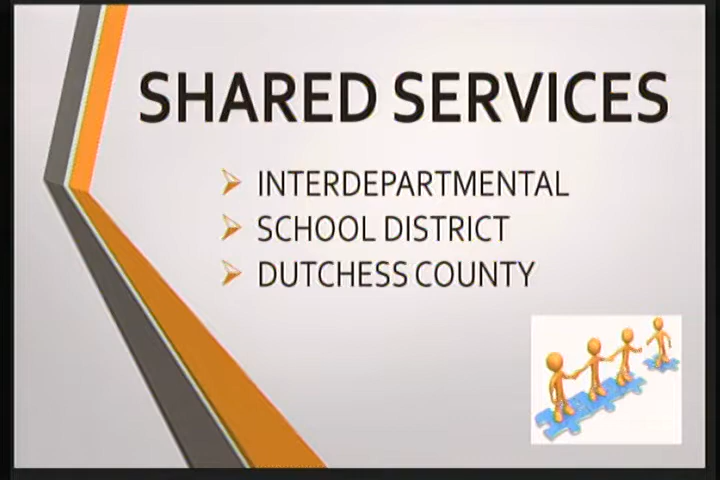 SHARED SERVICES
INTERDEPARTMENTAL
SCHOOL DISTRICT
DUTCHESS COUNTY